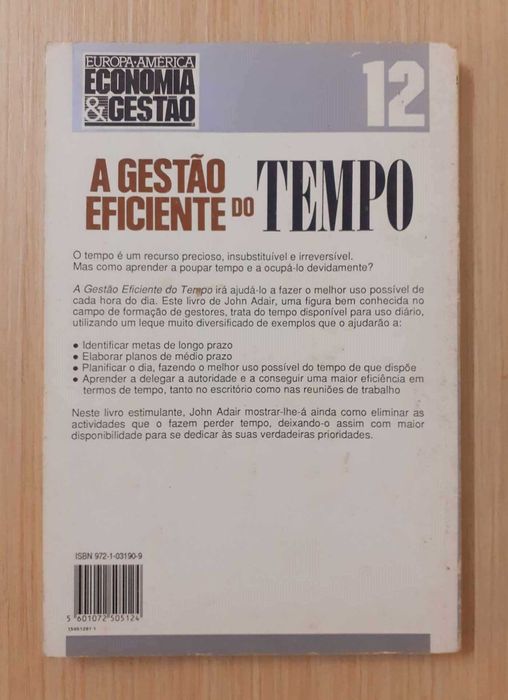 EUROPA·AMÉRICA
ECONOMIA
&GESTÃO
12
A GESTÃO
EFICIENTE DO TEMPO
O tempo é um recurso precioso, insubstituível e irreversível.
Mas como aprender a poupar tempo e a ocupá-lo devidamente?
A Gestão Eficiente do Tempo irá ajudá-lo a fazer o melhor uso possível de
cada hora do dia. Este livro de John Adair, uma figura bem conhecida no
campo de formação de gestores, trata do tempo disponível para uso diário,
utilizando um leque muito diversificado de exemplos que o ajudarão a:
• Identificar metas de longo prazo
• Elaborar planos de médio prazo
• Planificar o dia, fazendo o melhor uso possível do tempo de que dispõe
• Aprender a delegar a autoridade e a conseguir uma maior eficiência em
termos de tempo, tanto no escritório como nas reuniões de trabalho
Neste livro estimulante, John Adair mostrar-lhe-á ainda como eliminar as
actividades que o fazem perder tempo, deixando-o assim com maior
disponibilidade para se dedicar às suas verdadeiras prioridades.
ISBN 972-1-03190-9
5 601072 505124